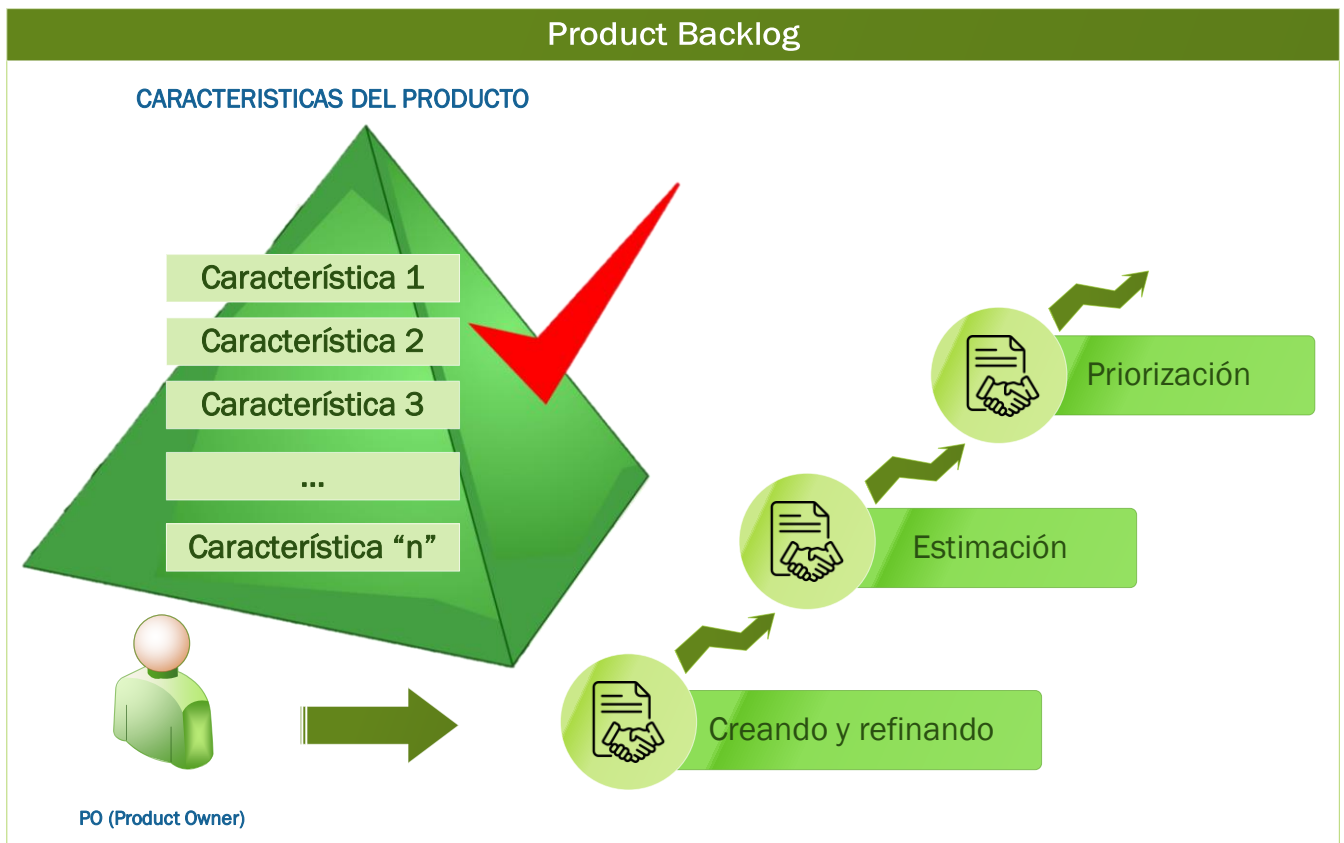 Product Backlog
CARACTERISTICAS DEL PRODUCTO
Característica 1
Característica 2
Característica 3
...
Característica “n”
Priorización
Estimación
Creando y refinando
PO (Product Owner)